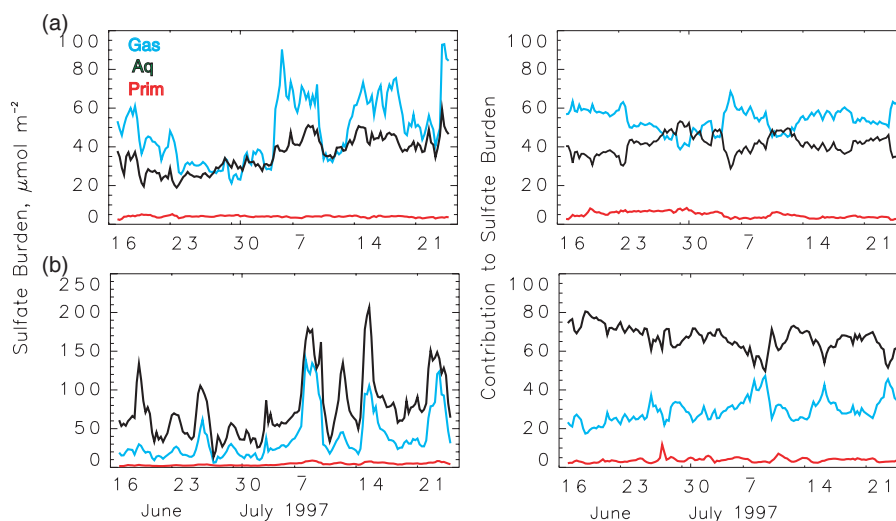 (a)
100
80
60
40
20
0
Gas
Aq
Prim
16 23 30 7 14 21
100
80
60
40
20
0
16 23 30 7 14 21
Sulfate Burden, μmol m⁻²
Contribution to Sulfate Burden
(b)
250
200
150
100
50
0
16 23 30 7 14 21
June July 1997
100
80
60
40
20
0
16 23 30 7 14 21
June July 1997